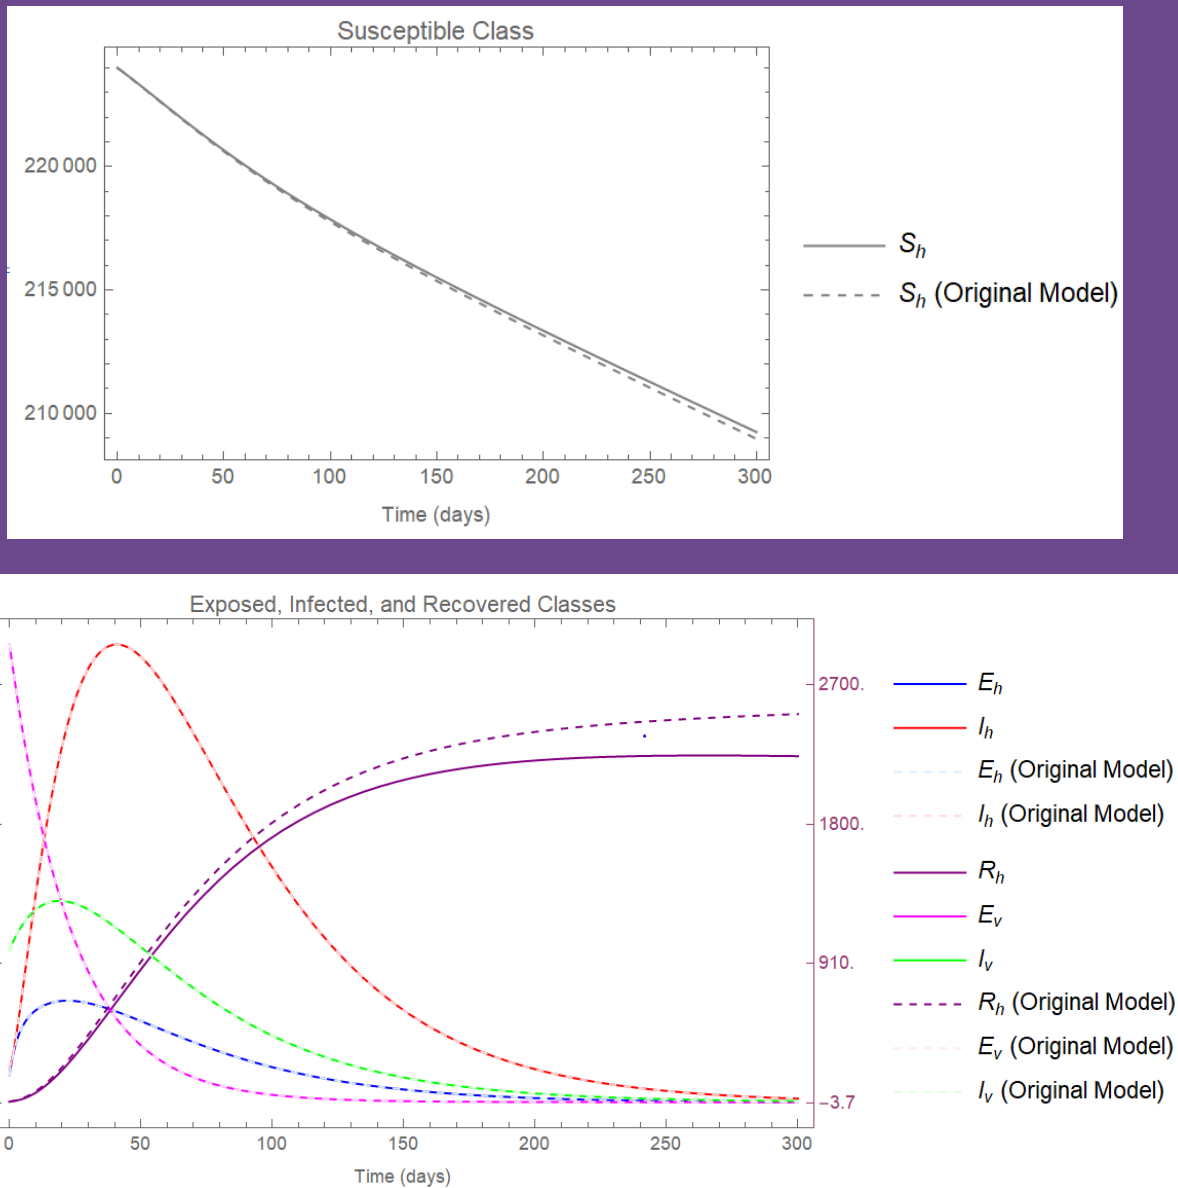 Susceptible Class
220 000
215 000
210 000
0 50 100 150 200 250 300
Time (days)
Sh
Sh (Original Model)
Exposed, Infected, and Recovered Classes
2700.
1800.
910.
−3.7
0 50 100 150 200 250 300
Time (days)
Eh
Ih
Eh (Original Model)
Ih (Original Model)
Rh
Ev
Iv
Rh (Original Model)
Ev (Original Model)
Iv (Original Model)